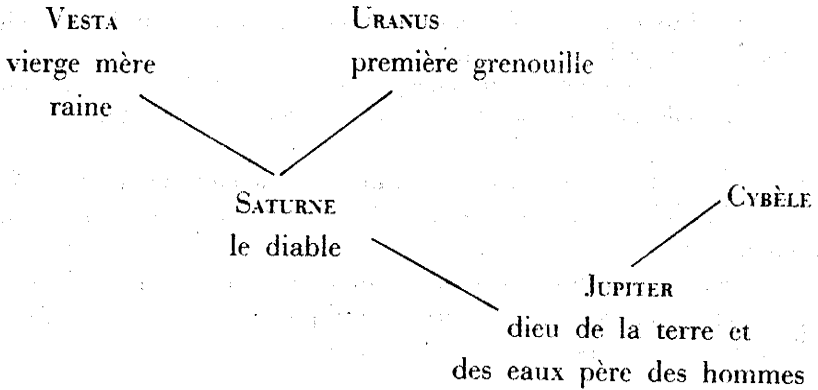 VESTA
vierge mère
raine
URANUS
première grenouille
SATURNE
le diable
CYBÈLE
JUPITER
dieu de la terre et
des eaux père des hommes